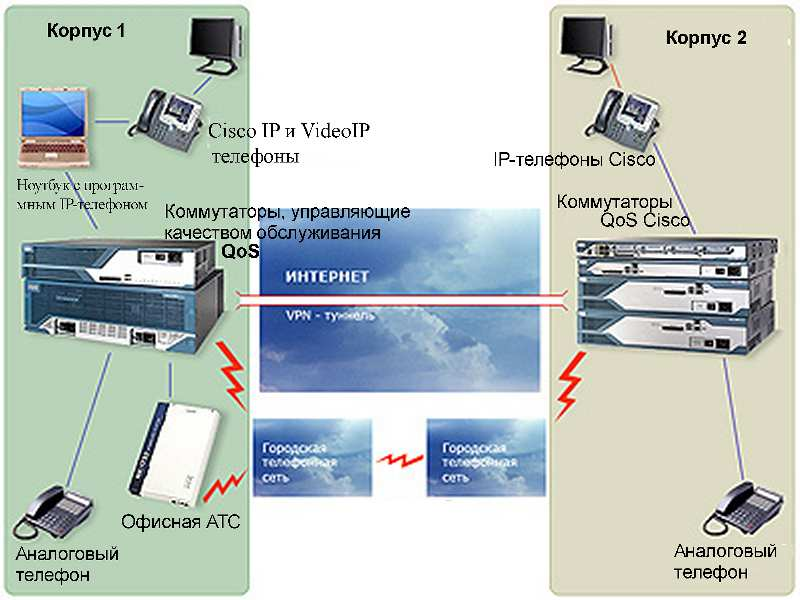 Корпус 1
Корпус 2
Cisco IP и VideoIP
телефоны
IP-телефоны Cisco
Ноутбук с програм-
мным IP-телефоном
Коммутаторы, управляющие
качеством обслуживания
QoS
Коммутаторы
QoS Cisco
ИНТЕРНЕТ
VPN - туннель
Городская
телефонная
сеть
Городская
телефонная
сеть
Офисная АТС
Аналоговый
телефон
Аналоговый
телефон